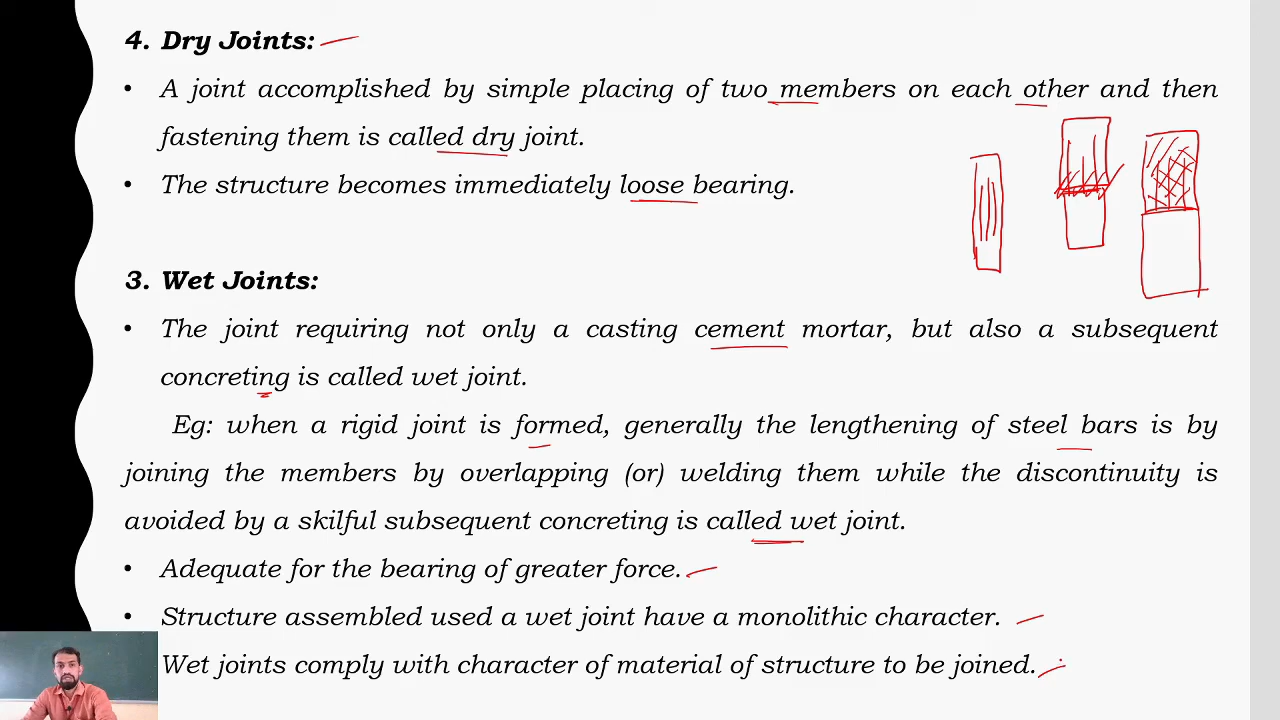 4. Dry Joints:
• A joint accomplished by simple placing of two members on each other and then
fastening them is called dry joint.
• The structure becomes immediately loose bearing.
3. Wet Joints:
• The joint requiring not only a casting cement mortar, but also a subsequent
concreting is called wet joint.
Eg: when a rigid joint is formed, generally the lengthening of steel bars is by
joining the members by overlapping (or) welding them while the discontinuity is
avoided by a skilful subsequent concreting is called wet joint.
• Adequate for the bearing of greater force.
• Structure assembled used a wet joint have a monolithic character.
Wet joints comply with character of material of structure to be joined.